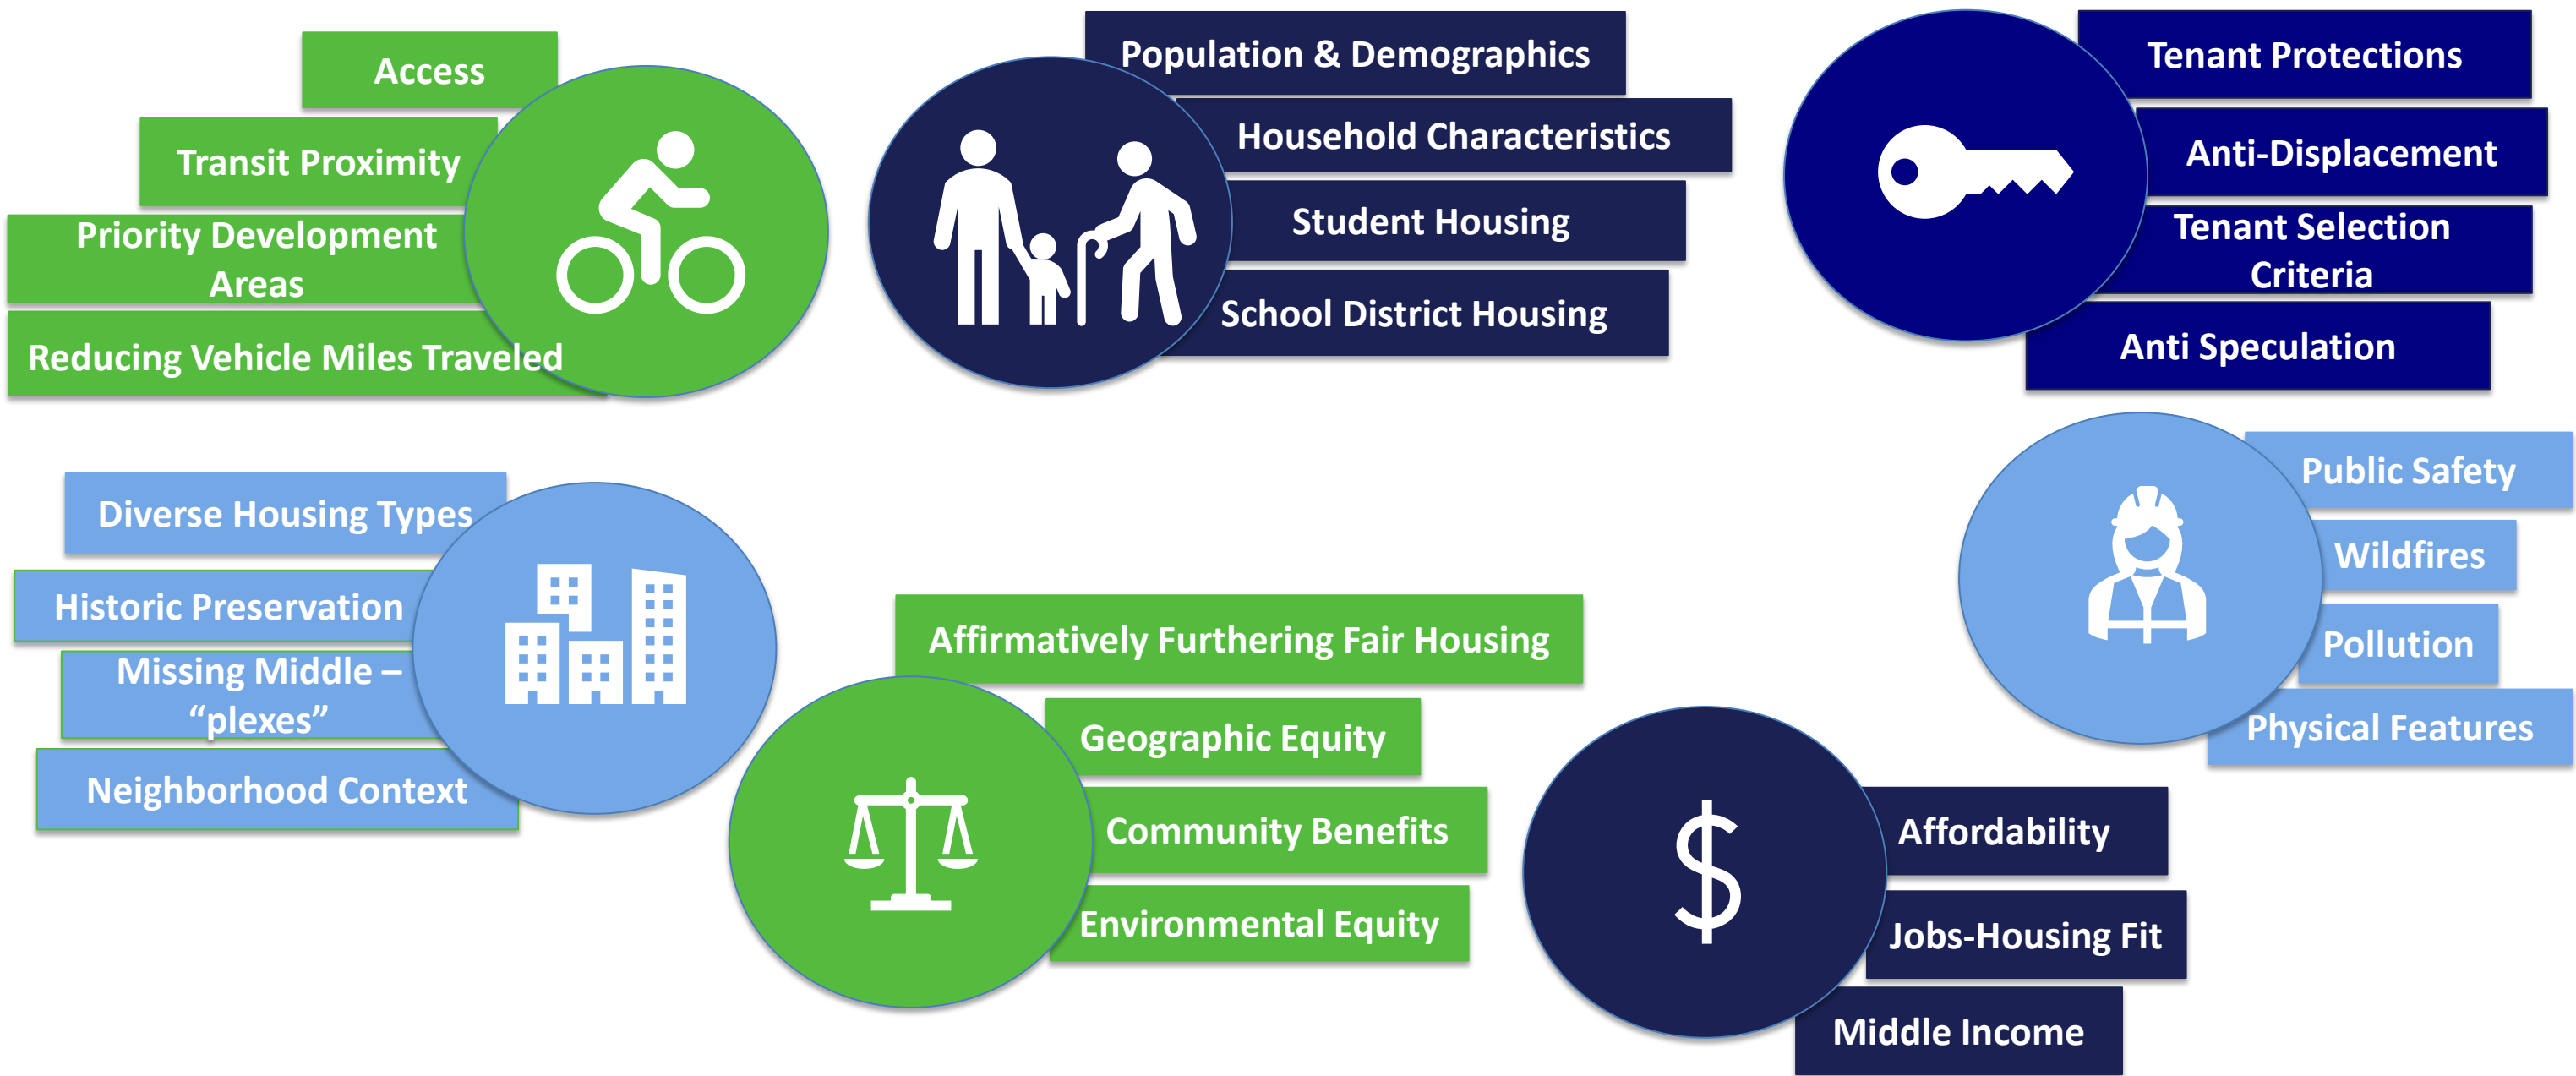 Access
Transit Proximity
Priority Development
Areas
Reducing Vehicle Miles Traveled
Population & Demographics
Household Characteristics
Student Housing
School District Housing
Tenant Protections
Anti-Displacement
Tenant Selection
Criteria
Anti Speculation
Diverse Housing Types
Historic Preservation
Missing Middle –
“plexes”
Neighborhood Context
Affirmatively Furthering Fair Housing
Geographic Equity
Community Benefits
Environmental Equity
$
Affordability
Jobs-Housing Fit
Middle Income
Public Safety
Wildfires
Pollution
Physical Features